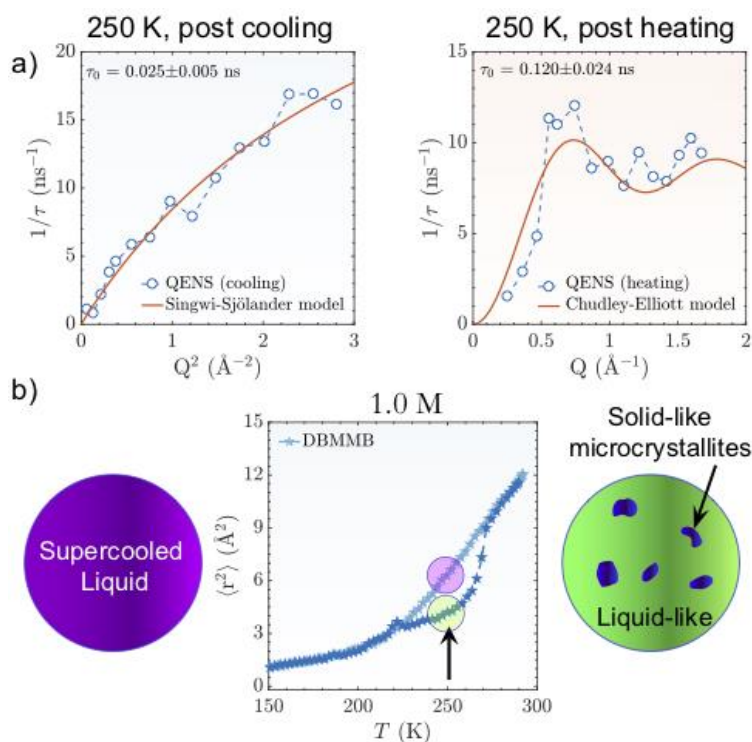 250 K, post cooling
250 K, post heating
a)
τ₀ = 0.025±0.005 ns
20
15
10
5
0
1/τ (ns⁻¹)
QENS (cooling)
Singwi-Sjölander model
0
1
2
3
Q² (Å⁻²)
τ₀ = 0.120±0.024 ns
15
10
5
0
1/τ (ns⁻¹)
QENS (heating)
Chudley-Elliott model
0
0.5
1
1.5
2
Q (Å⁻¹)
b)
Supercooled
Liquid
1.0 M
DBMMB
15
12
9
6
3
0
⟨r²⟩ (Å²)
150
200
250
300
T (K)
Solid-like
microcrystallites
Liquid-like